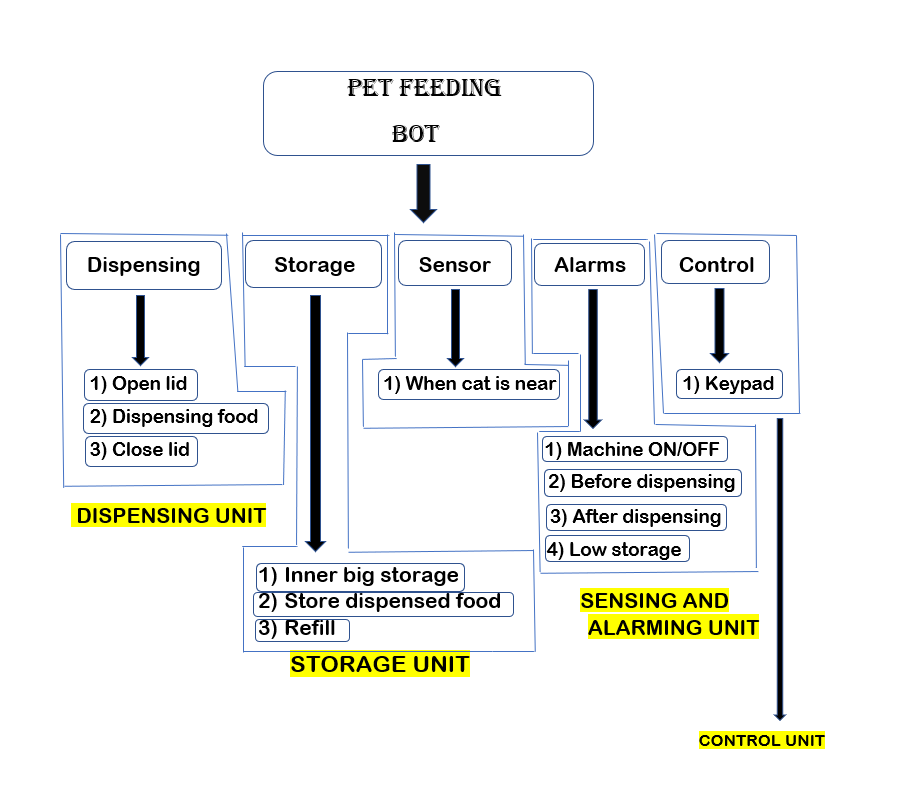 PET FEEDING
BOT
Dispensing
Storage
Sensor
Alarms
Control
1) Open lid
2) Dispensing food
3) Close lid
1) When cat is near
1) Keypad
1) Machine ON/OFF
2) Before dispensing
3) After dispensing
4) Low storage
DISPENSING UNIT
1) Inner big storage
2) Store dispensed food
3) Refill
SENSING AND
ALARMING UNIT
STORAGE UNIT
CONTROL UNIT